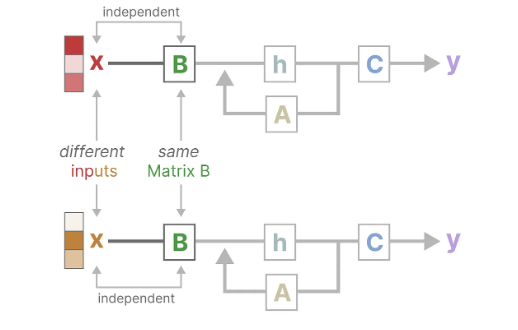 independent
x B h C y
A
different same
inputs Matrix B
x B h C y
A
independent